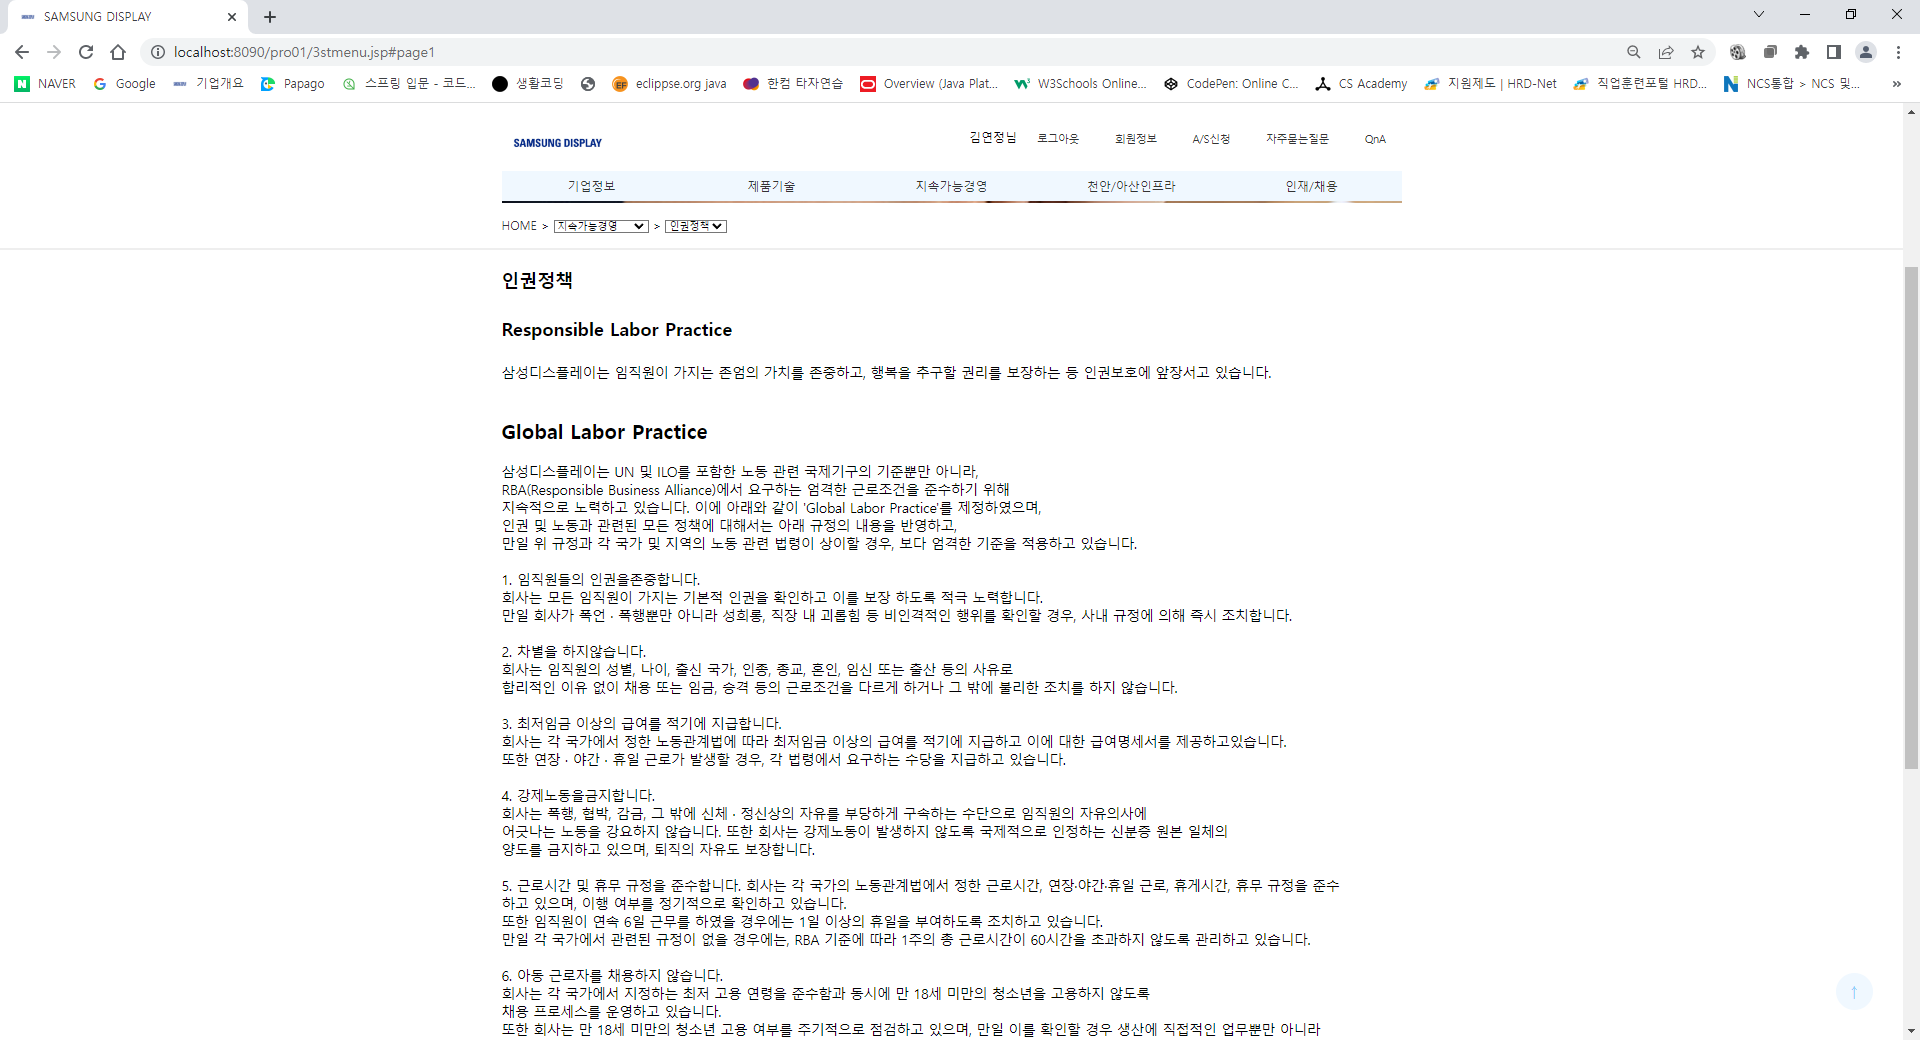 SAMSUNG DISPLAY
localhost:8090/pro01/3stmenu.jsp#page1
NAVER Google 기업개요 Papago 스프링 입문 - 코드... 생활코딩 eclippse.org java 한컴 타자연습 Overview (Java Plat... W3Schools Online... CodePen: Online C... CS Academy 지원제도 | HRD-Net 직업훈련포털 HRD... NCS통합 > NCS 및... »
SAMSUNG DISPLAY
김연정님 로그아웃 회원정보 A/S신청 자주묻는질문 QnA
기업정보 제품기술 지속가능경영 천안/아산인프라 인재/채용
HOME > 지속가능경영 > 인권정책
인권정책
Responsible Labor Practice
삼성디스플레이는 임직원이 가지는 존엄의 가치를 존중하고, 행복을 추구할 권리를 보장하는 등 인권보호에 앞장서고 있습니다.
Global Labor Practice
삼성디스플레이는 UN 및 ILO를 포함한 노동 관련 국제기구의 기준뿐만 아니라,
RBA(Responsible Business Alliance)에서 요구하는 엄격한 근로조건을 준수하기 위해
지속적으로 노력하고 있습니다. 이에 아래와 같이 'Global Labor Practice'를 제정하였으며,
인권 및 노동과 관련된 모든 정책에 대해서는 아래 규정의 내용을 반영하고,
만일 위 규정과 각 국가 및 지역의 노동 관련 법령이 상이할 경우, 보다 엄격한 기준을 적용하고 있습니다.
1. 임직원들의 인권을존중합니다.
회사는 모든 임직원이 가지는 기본적 인권을 확인하고 이를 보장 하도록 적극 노력합니다.
만일 회사가 폭언 · 폭행뿐만 아니라 성희롱, 직장 내 괴롭힘 등 비인격적인 행위를 확인할 경우, 사내 규정에 의해 즉시 조치합니다.
2. 차별을 하지않습니다.
회사는 임직원의 성별, 나이, 출신 국가, 인종, 종교, 혼인, 임신 또는 출산 등의 사유로
합리적인 이유 없이 채용 또는 임금, 승격 등의 근로조건을 다르게 하거나 그 밖에 불리한 조치를 하지 않습니다.
3. 최저임금 이상의 급여를 적기에 지급합니다.
회사는 각 국가에서 정한 노동관계법에 따라 최저임금 이상의 급여를 적기에 지급하고 이에 대한 급여명세서를 제공하고있습니다.
또한 연장 · 야간 · 휴일 근로가 발생할 경우, 각 법령에서 요구하는 수당을 지급하고 있습니다.
4. 강제노동을금지합니다.
회사는 폭행, 협박, 감금, 그 밖에 신체 · 정신상의 자유를 부당하게 구속하는 수단으로 임직원의 자유의사에
어긋나는 노동을 강요하지 않습니다. 또한 회사는 강제노동이 발생하지 않도록 국제적으로 인정하는 신분증 원본 일체의
양도를 금지하고 있으며, 퇴직의 자유도 보장합니다.
5. 근로시간 및 휴무 규정을 준수합니다. 회사는 각 국가의 노동관계법에서 정한 근로시간, 연장·야간·휴일 근로, 휴게시간, 휴무 규정을 준수
하고 있으며, 이행 여부를 정기적으로 확인하고 있습니다.
또한 임직원이 연속 6일 근무를 하였을 경우에는 1일 이상의 휴일을 부여하도록 조치하고 있습니다.
만일 각 국가에서 관련된 규정이 없을 경우에는, RBA 기준에 따라 1주의 총 근로시간이 60시간을 초과하지 않도록 관리하고 있습니다.
6. 아동 근로자를 채용하지 않습니다.
회사는 각 국가에서 지정하는 최저 고용 연령을 준수함과 동시에 만 18세 미만의 청소년을 고용하지 않도록
채용 프로세스를 운영하고 있습니다.
또한 회사는 만 18세 미만의 청소년 고용 여부를 주기적으로 점검하고 있으며, 만일 이를 확인할 경우 생산에 직접적인 업무뿐만 아니라
↑